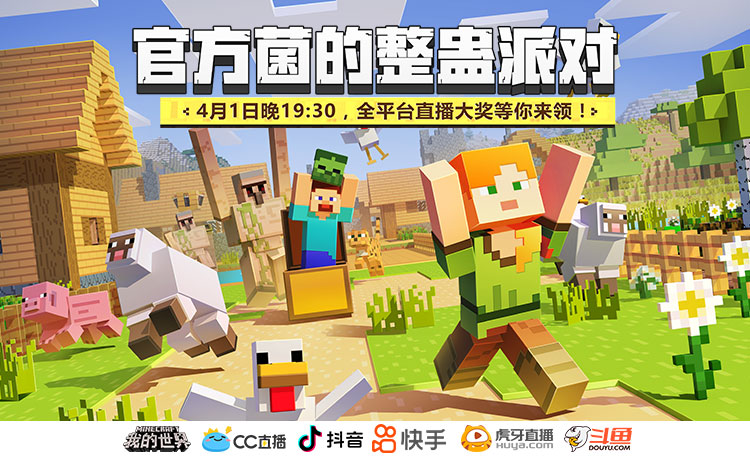 官方菌的整蛊派对
4月1日晚19:30，全平台直播大奖等你来领！
MINECRAFT
我的世界
CC直播
抖音
快手
虎牙直播
Huya.com
斗鱼
DOUYU.COM